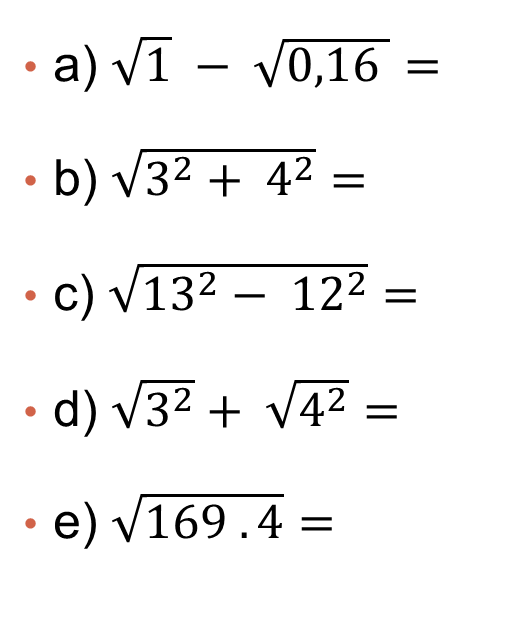 • a) √1 − √0,16 =
• b) √3² + 4² =
• c) √13² − 12² =
• d) √3² + √4² =
• e) √169 . 4 =